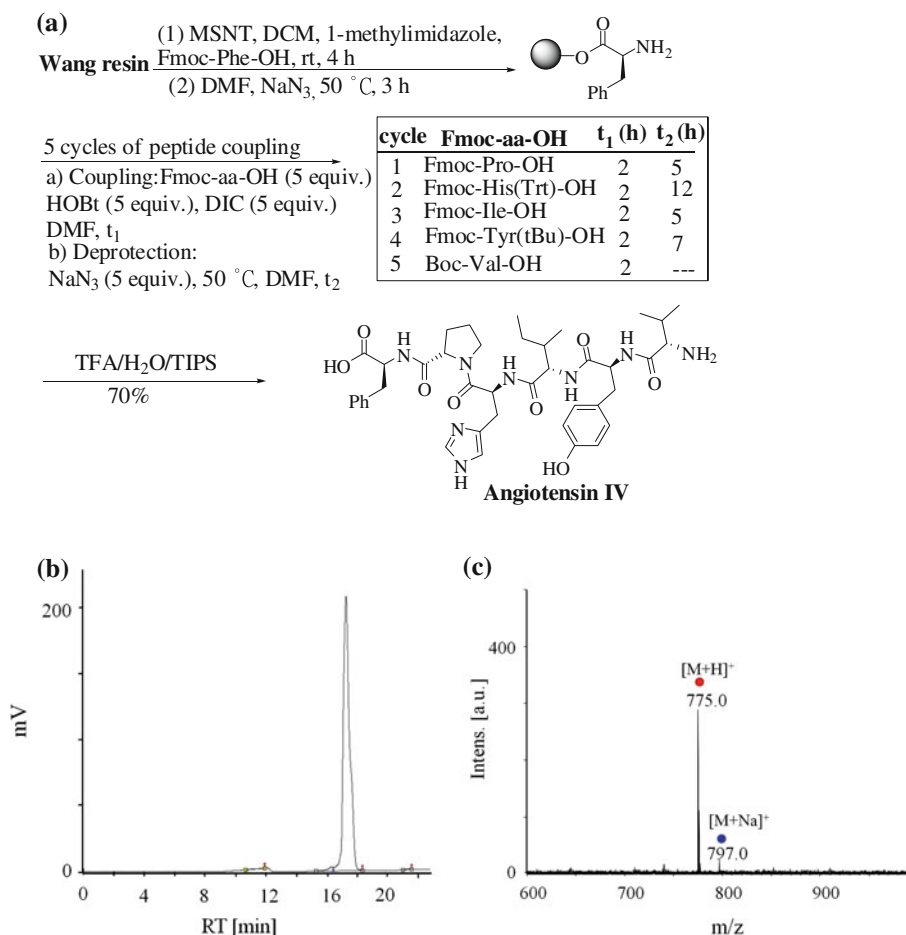 (a)
(1) MSNT, DCM, 1-methylimidazole,
Wang resin Fmoc-Phe-OH, rt, 4 h
(2) DMF, NaN₃, 50 °C, 3 h
O
O
NH₂
Ph
5 cycles of peptide coupling
a) Coupling:Fmoc-aa-OH (5 equiv.)
HOBt (5 equiv.), DIC (5 equiv.)
DMF, t₁
b) Deprotection:
NaN₃ (5 equiv.), 50 °C, DMF, t₂
cycle Fmoc-aa-OH t₁ (h) t₂ (h)
1 Fmoc-Pro-OH 2 5
2 Fmoc-His(Trt)-OH 2 12
3 Fmoc-Ile-OH 2 5
4 Fmoc-Tyr(tBu)-OH 2 7
5 Boc-Val-OH 2 ---
TFA/H₂O/TIPS
70%
O
HO
Ph
H
N
O
N
O
H
N
O
N
H
O
H
N
O
NH₂
N
N
H
HO
Angiotensin IV
(b)
200
mV
0
0 4 8 12 16 20
RT [min]
(c)
400
Intens. [a.u.]
[M+H]⁺
775.0
[M+Na]⁺
797.0
0
600 700 800 900
m/z